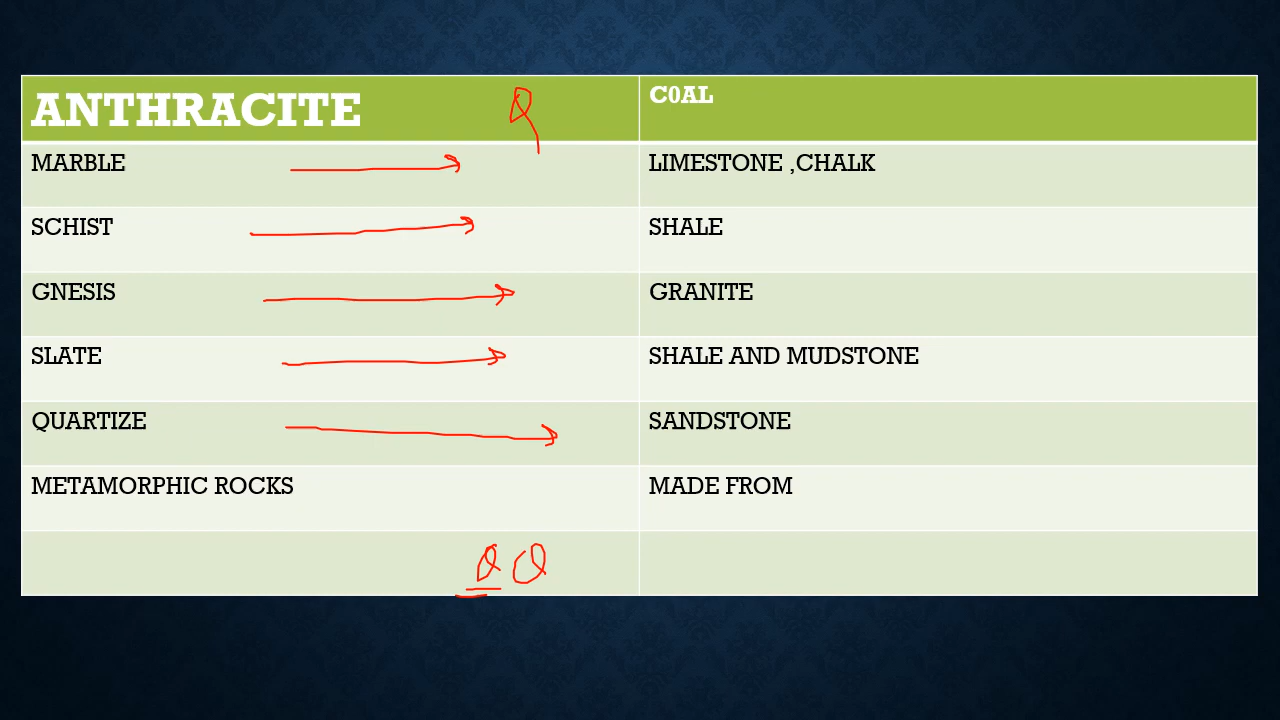 ANTHRACITE
C0AL
MARBLE
LIMESTONE ,CHALK
SCHIST
SHALE
GNESIS
GRANITE
SLATE
SHALE AND MUDSTONE
QUARTIZE
SANDSTONE
METAMORPHIC ROCKS
MADE FROM